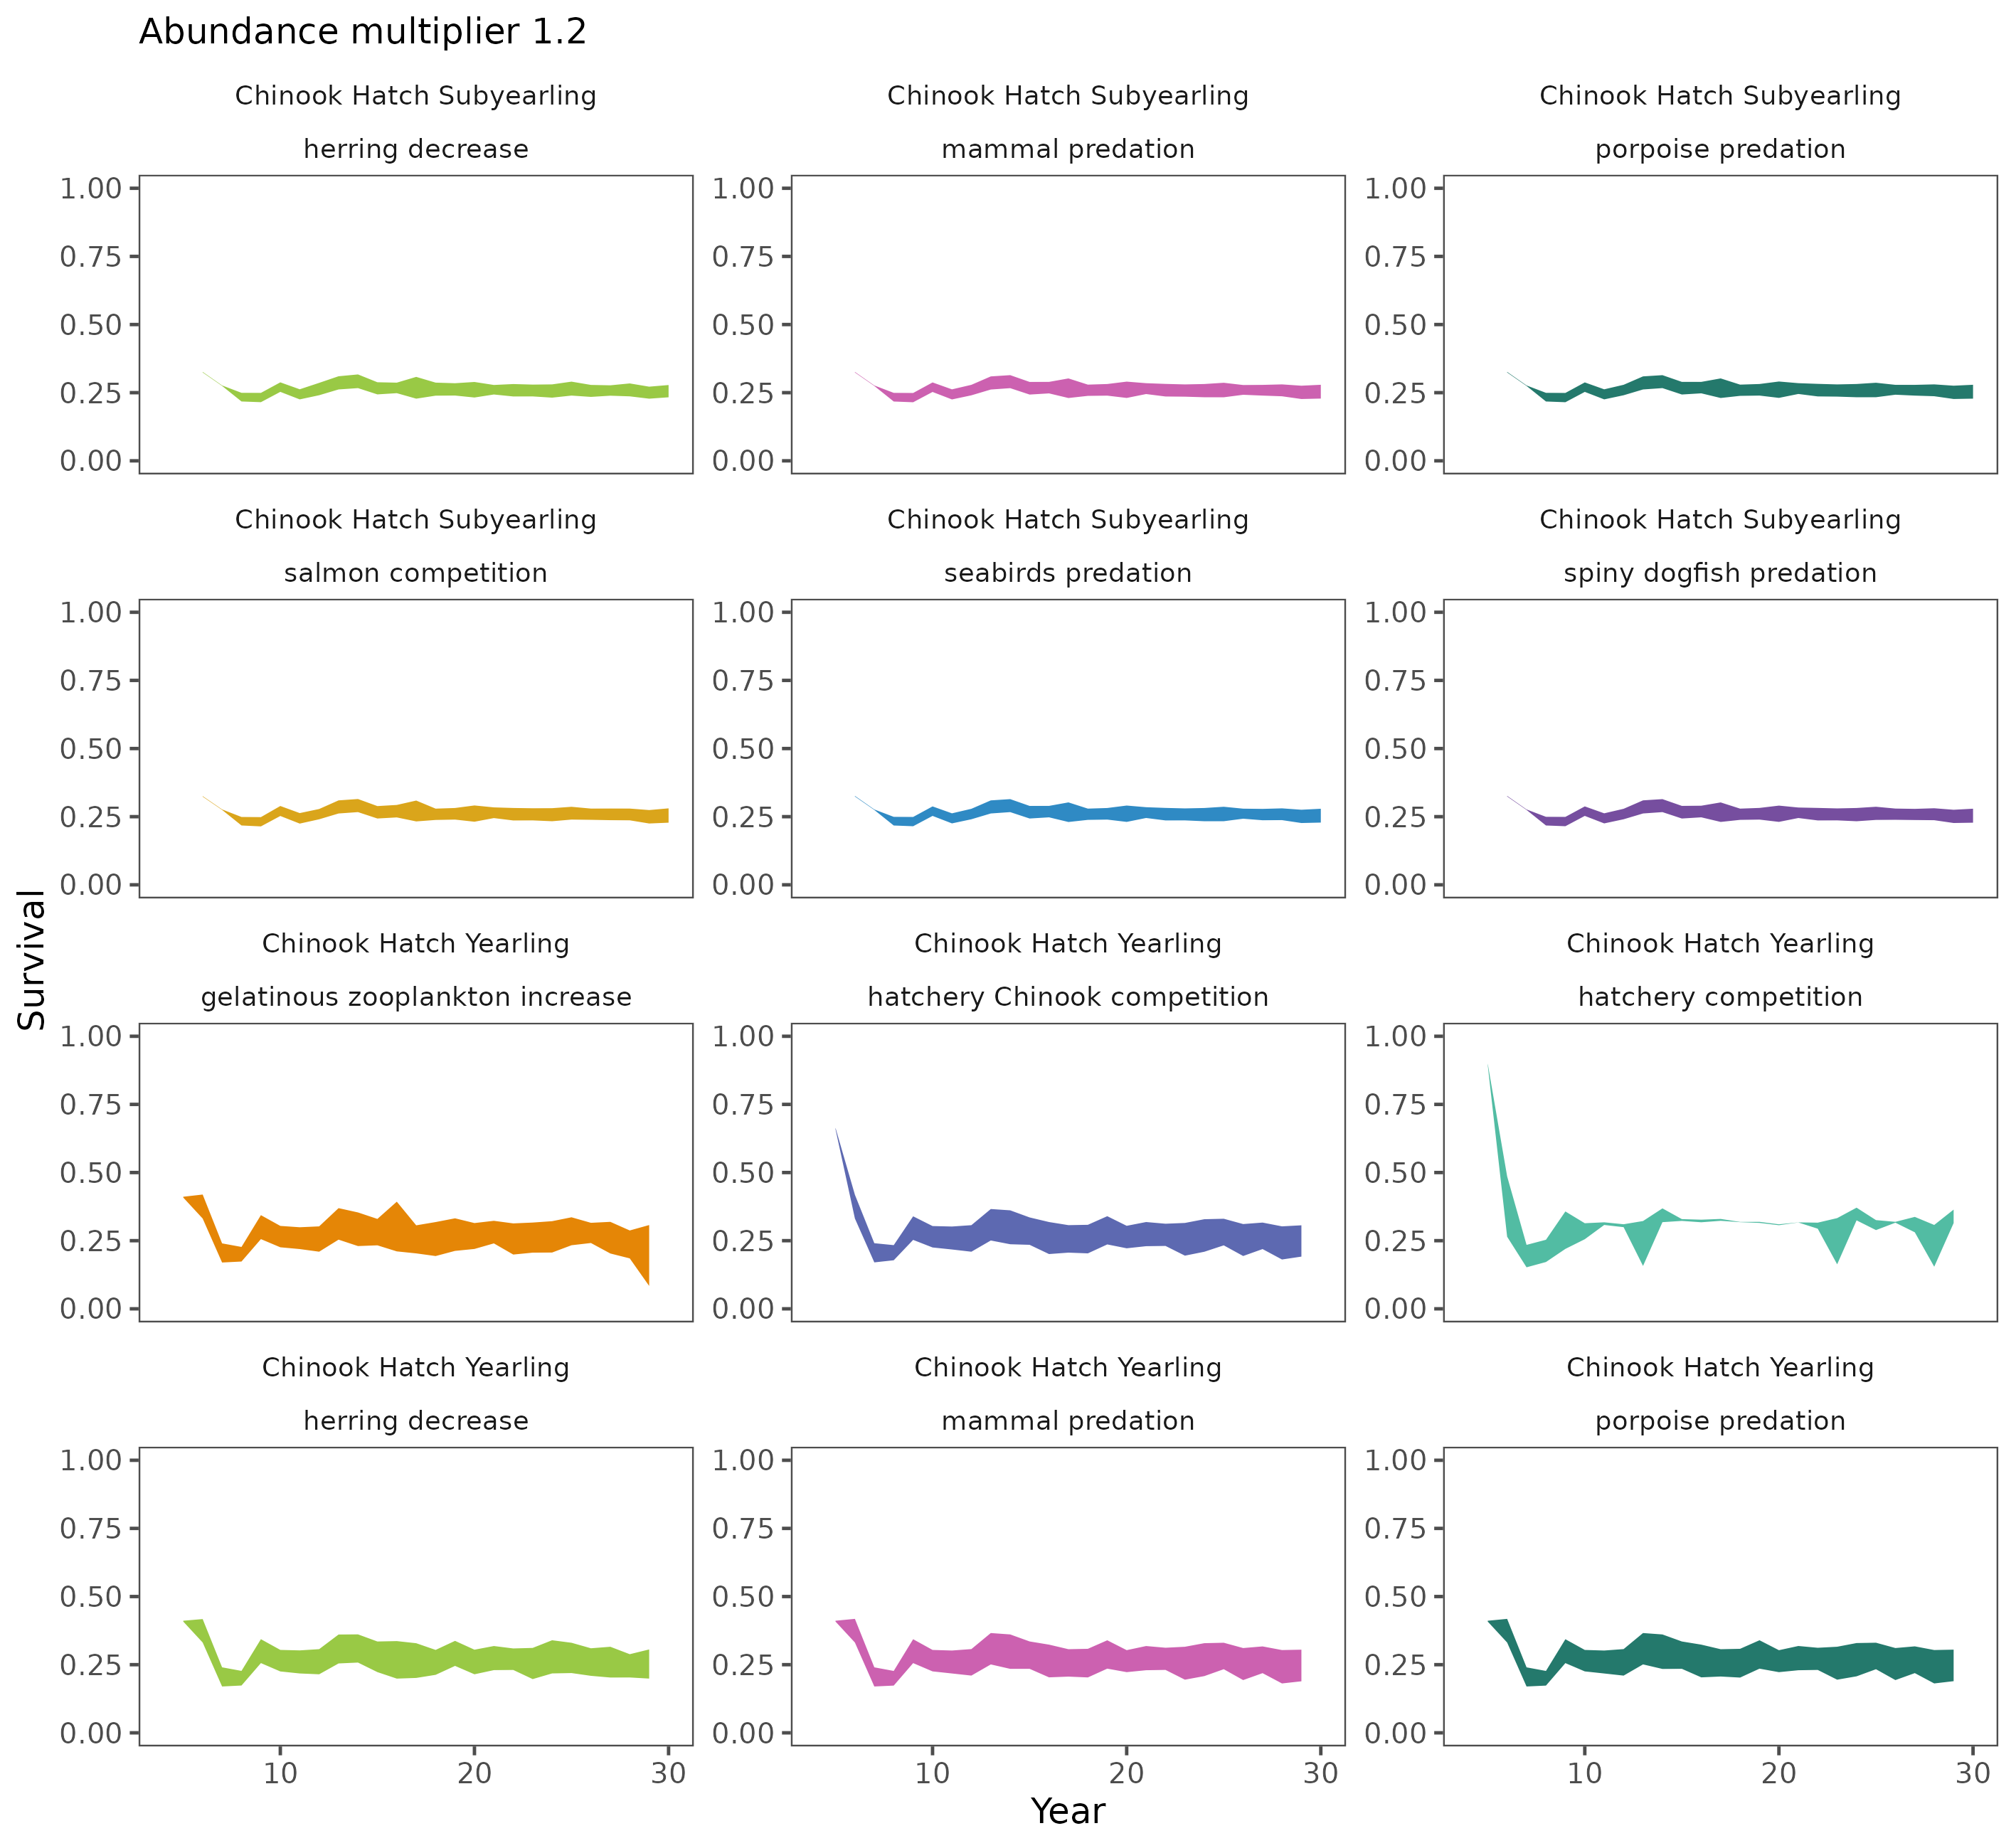 Abundance multiplier 1.2
Chinook Hatch Subyearling
herring decrease
Chinook Hatch Subyearling
mammal predation
Chinook Hatch Subyearling
porpoise predation
1.00
0.75
0.50
0.25
0.00
1.00
0.75
0.50
0.25
0.00
1.00
0.75
0.50
0.25
0.00
Chinook Hatch Subyearling
salmon competition
Chinook Hatch Subyearling
seabirds predation
Chinook Hatch Subyearling
spiny dogfish predation
1.00
0.75
0.50
0.25
0.00
1.00
0.75
0.50
0.25
0.00
1.00
0.75
0.50
0.25
0.00
Survival
Chinook Hatch Yearling
gelatinous zooplankton increase
Chinook Hatch Yearling
hatchery Chinook competition
Chinook Hatch Yearling
hatchery competition
1.00
0.75
0.50
0.25
0.00
1.00
0.75
0.50
0.25
0.00
1.00
0.75
0.50
0.25
0.00
Chinook Hatch Yearling
herring decrease
Chinook Hatch Yearling
mammal predation
Chinook Hatch Yearling
porpoise predation
1.00
0.75
0.50
0.25
0.00
1.00
0.75
0.50
0.25
0.00
1.00
0.75
0.50
0.25
0.00
10 20 30
10 20 30
10 20 30
Year